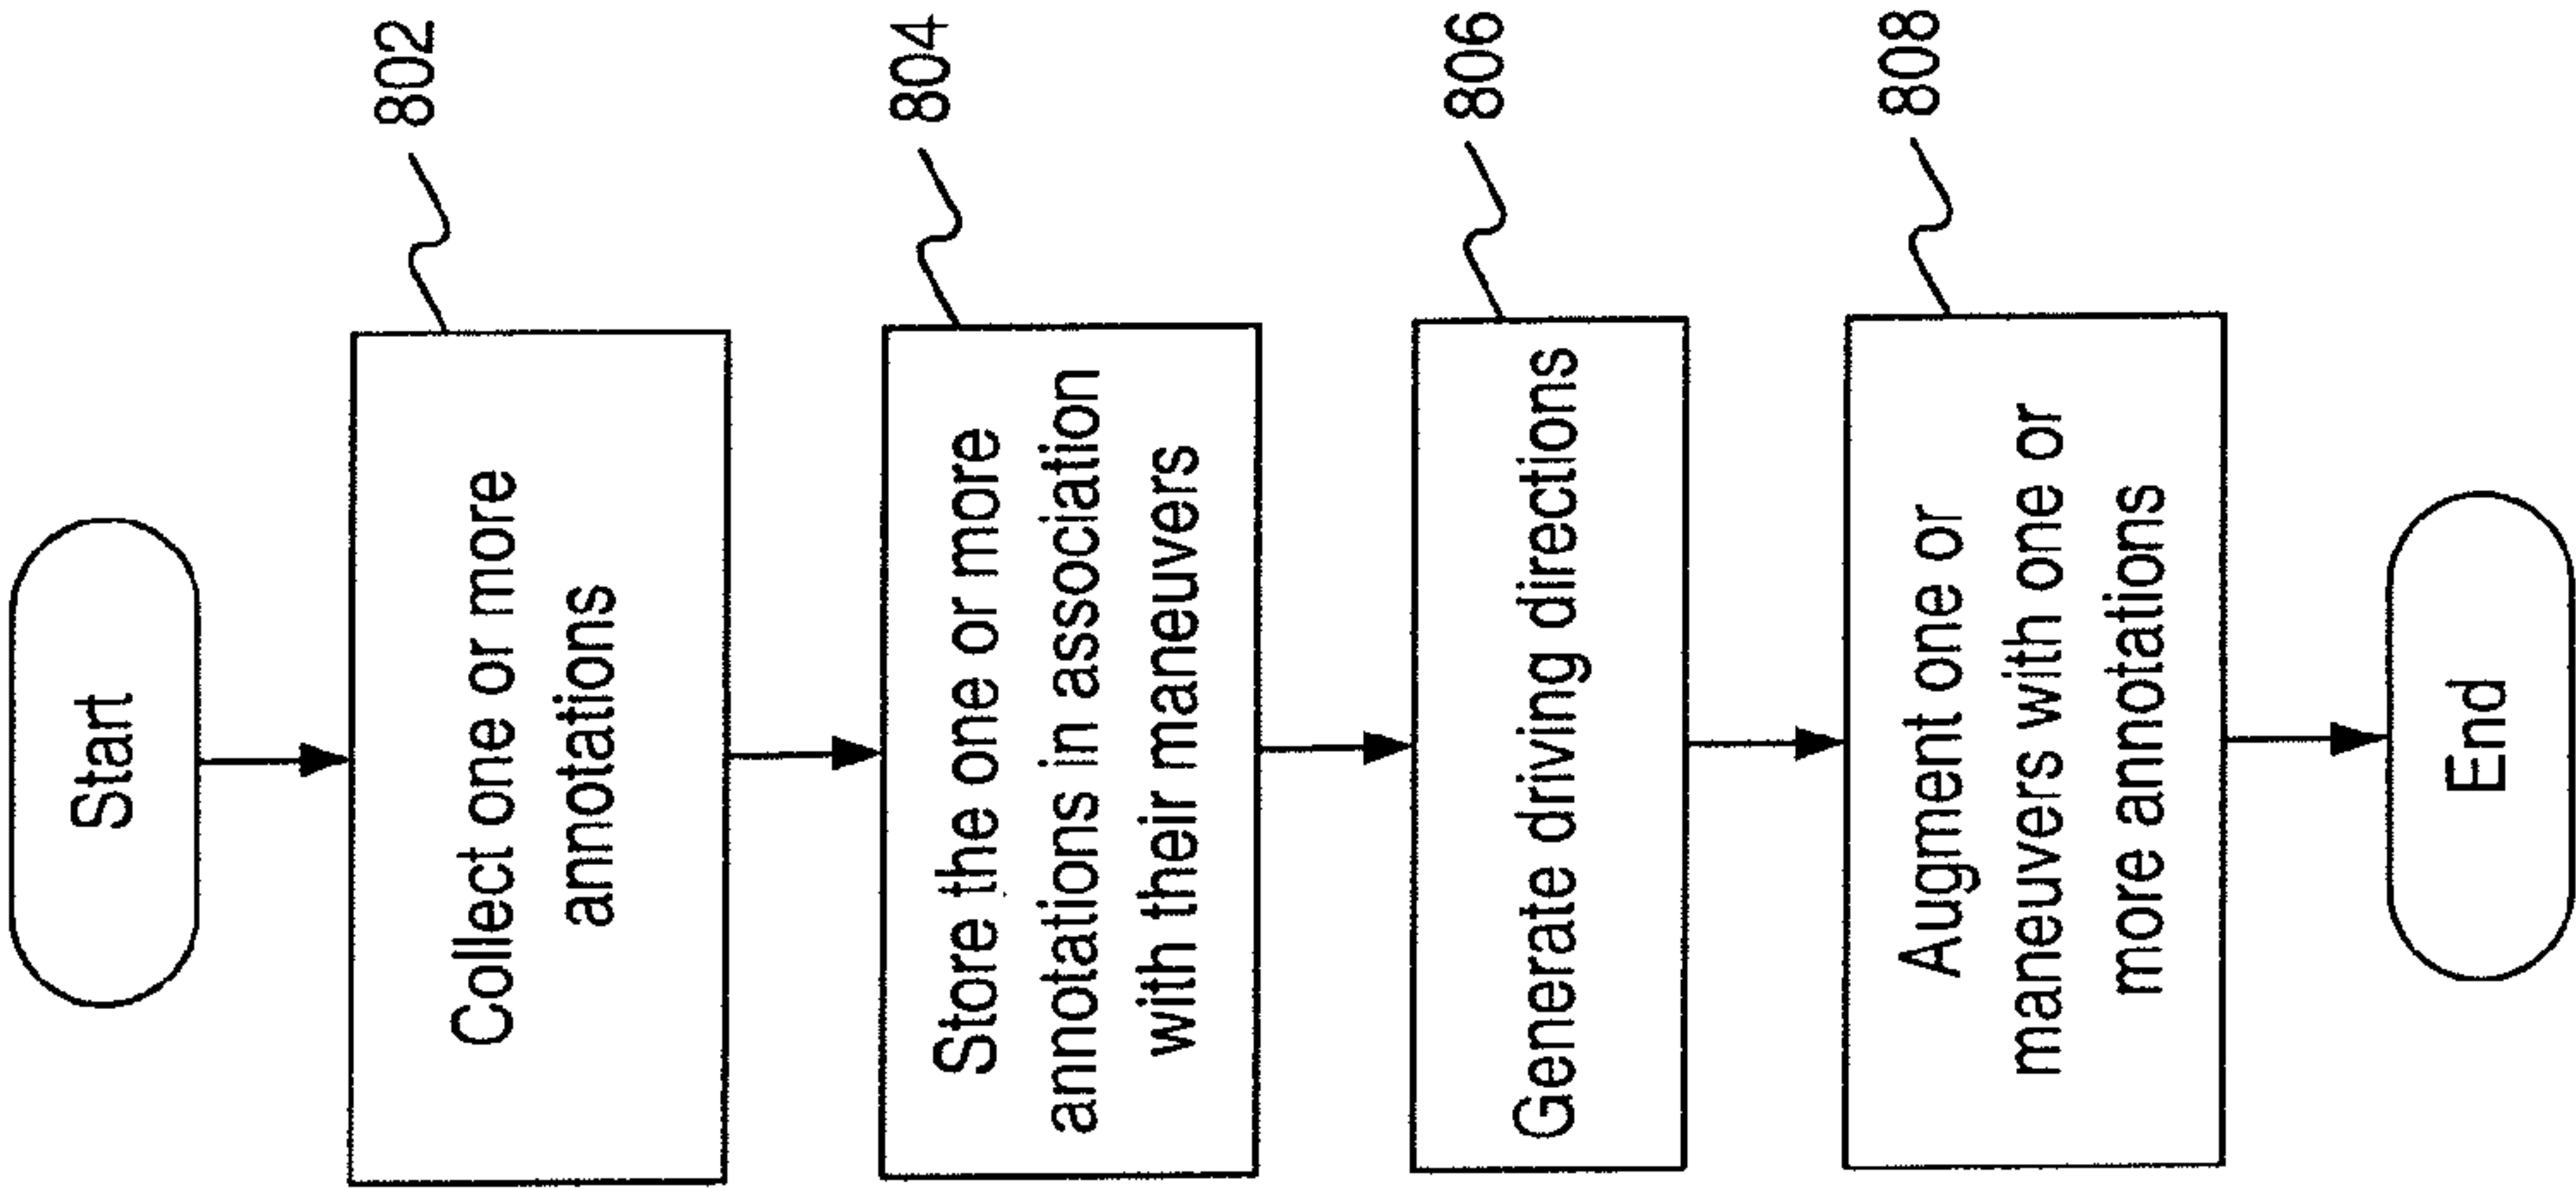 Start
802
Collect one or more
annotations
804
Store the one or more
annotations in association
with their maneuvers
806
Generate driving directions
808
Augment one or
maneuvers with one or
more annotations
End